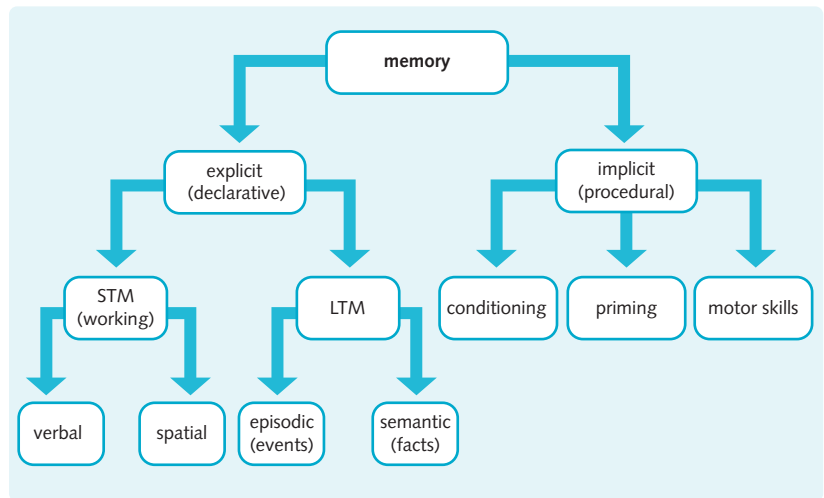 memory
explicit
(declarative)
implicit
(procedural)
STM
(working)
LTM
conditioning
priming
motor skills
verbal
spatial
episodic
(events)
semantic
(facts)